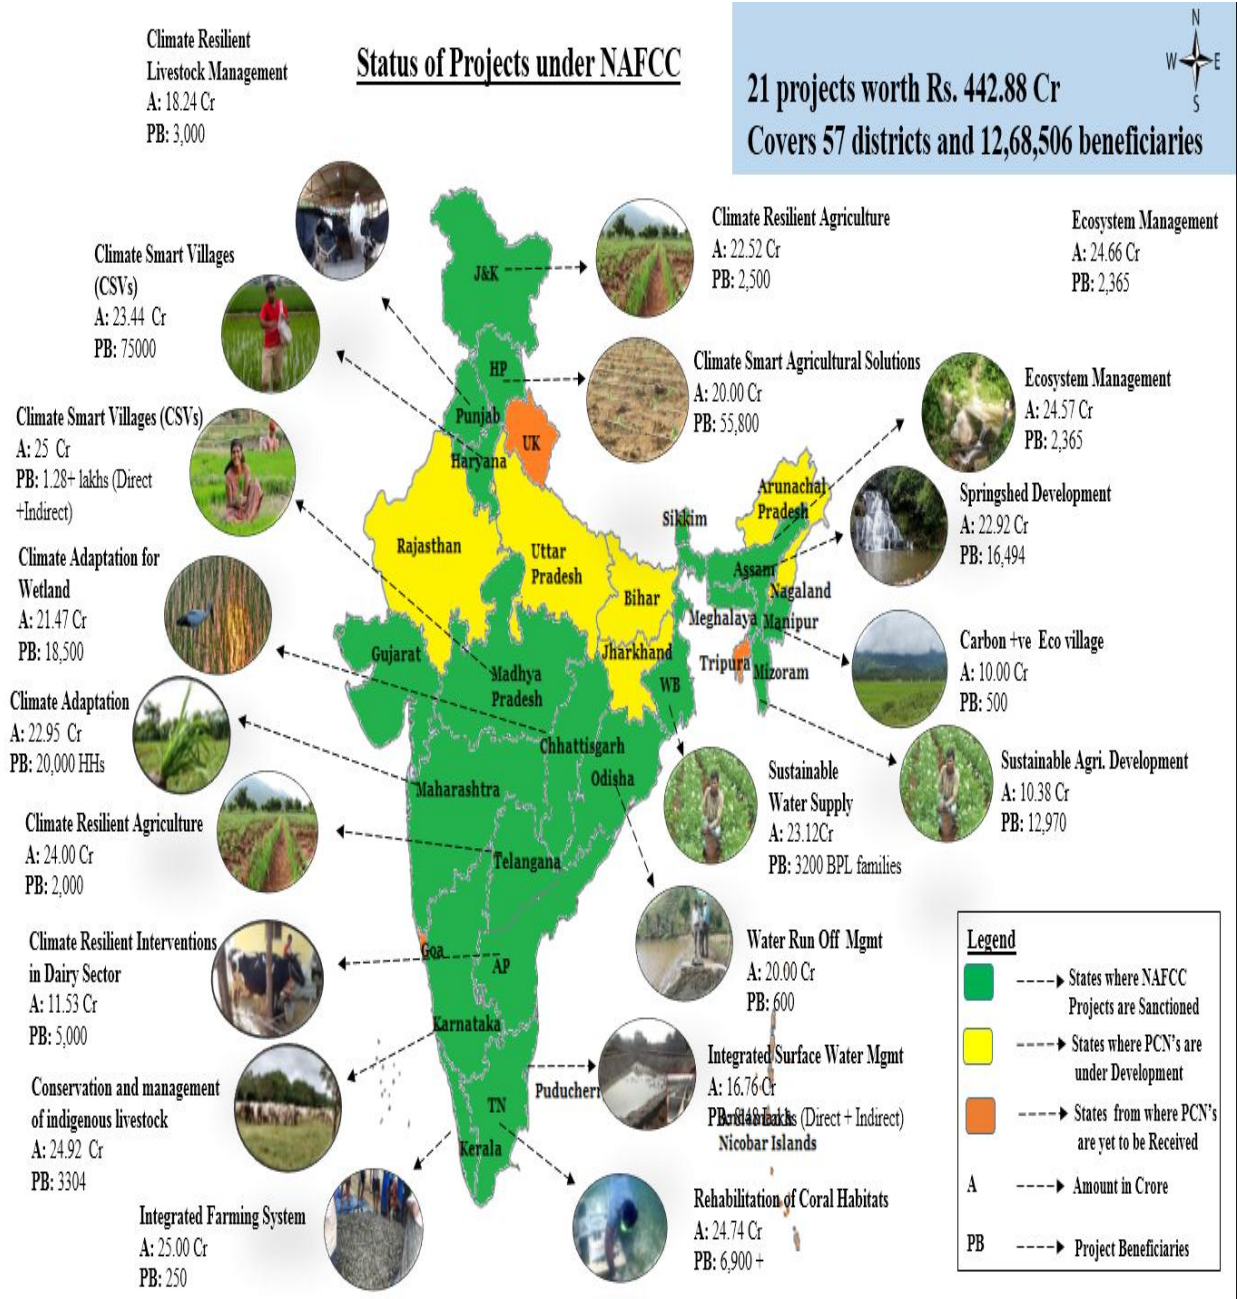 Status of Projects under NAFCC
21 projects worth Rs. 442.88 Cr
Covers 57 districts and 12,68,506 beneficiaries
N
W
E
S
Climate Resilient
Livestock Management
A: 18.24 Cr
PB: 3,000
Climate Smart Villages
(CSVs)
A: 23.44 Cr
PB: 75000
Climate Smart Villages (CSVs)
A: 25 Cr
PB: 1.28+ lakhs (Direct
+Indirect)
Climate Adaptation for
Wetland
A: 21.47 Cr
PB: 18,500
Climate Adaptation
A: 22.95 Cr
PB: 20,000 HHs
Climate Resilient Agriculture
A: 24.00 Cr
PB: 2,000
Climate Resilient Interventions
in Dairy Sector
A: 11.53 Cr
PB: 5,000
Conservation and management
of indigenous livestock
A: 24.92 Cr
PB: 3304
Integrated Farming System
A: 25.00 Cr
PB: 250
J&K
HP
Punjab
UK
Haryana
Rajasthan
Uttar
Pradesh
Bihar
Sikkim
Arunachal
Pradesh
Assam
Nagaland
Meghalaya
Manipur
Tripura
Mizoram
Jharkhand
WB
Gujarat
Madhya
Pradesh
Chhattisgarh
Odisha
Maharashtra
Telangana
Goa
AP
Karnataka
TN
Kerala
Puducherr
Climate Resilient Agriculture
A: 22.52 Cr
PB: 2,500
Ecosystem Management
A: 24.66 Cr
PB: 2,365
Climate Smart Agricultural Solutions
A: 20.00 Cr
PB: 55,800
Ecosystem Management
A: 24.57 Cr
PB: 2,365
Springshed Development
A: 22.92 Cr
PB: 16,494
Carbon +ve Eco village
A: 10.00 Cr
PB: 500
Sustainable Agri. Development
A: 10.38 Cr
PB: 12,970
Sustainable
Water Supply
A: 23.12Cr
PB: 3200 BPL families
Water Run Off Mgmt
A: 20.00 Cr
PB: 600
Integrated Surface Water Mgmt
A: 16.76 Cr
(Direct + Indirect)
Nicobar Islands
Rehabilitation of Coral Habitats
A: 24.74 Cr
PB: 6,900 +
Legend
States where NAFCC
Projects are Sanctioned
States where PCN's are
under Development
States from where PCN's
are yet to be Received
A
Amount in Crore
PB
Project Beneficiaries